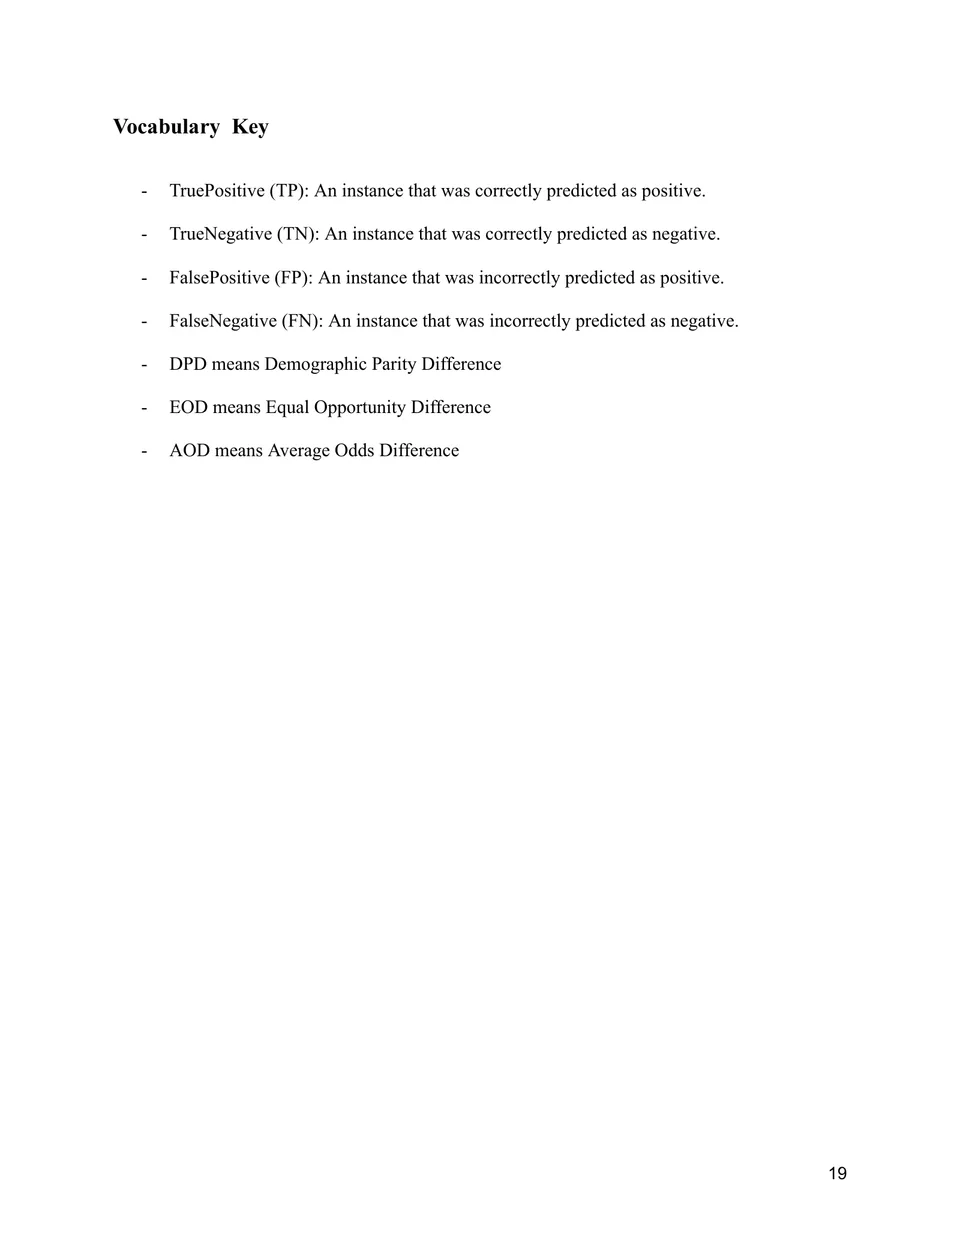 Vocabulary Key
- TruePositive (TP): An instance that was correctly predicted as positive.
- TrueNegative (TN): An instance that was correctly predicted as negative.
- FalsePositive (FP): An instance that was incorrectly predicted as positive.
- FalseNegative (FN): An instance that was incorrectly predicted as negative.
- DPD means Demographic Parity Difference
- EOD means Equal Opportunity Difference
- AOD means Average Odds Difference
19